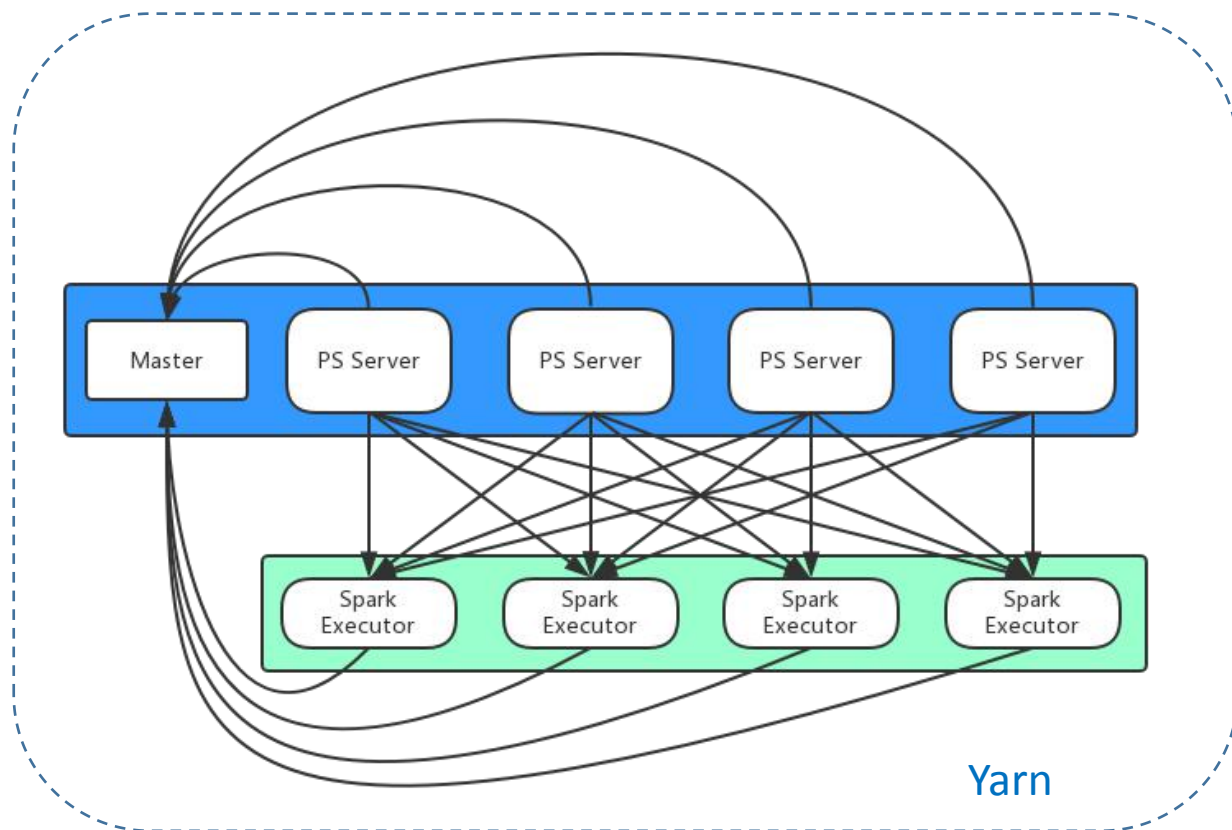 Master
PS Server
PS Server
PS Server
PS Server
Spark
Executor
Spark
Executor
Spark
Executor
Spark
Executor
Yarn